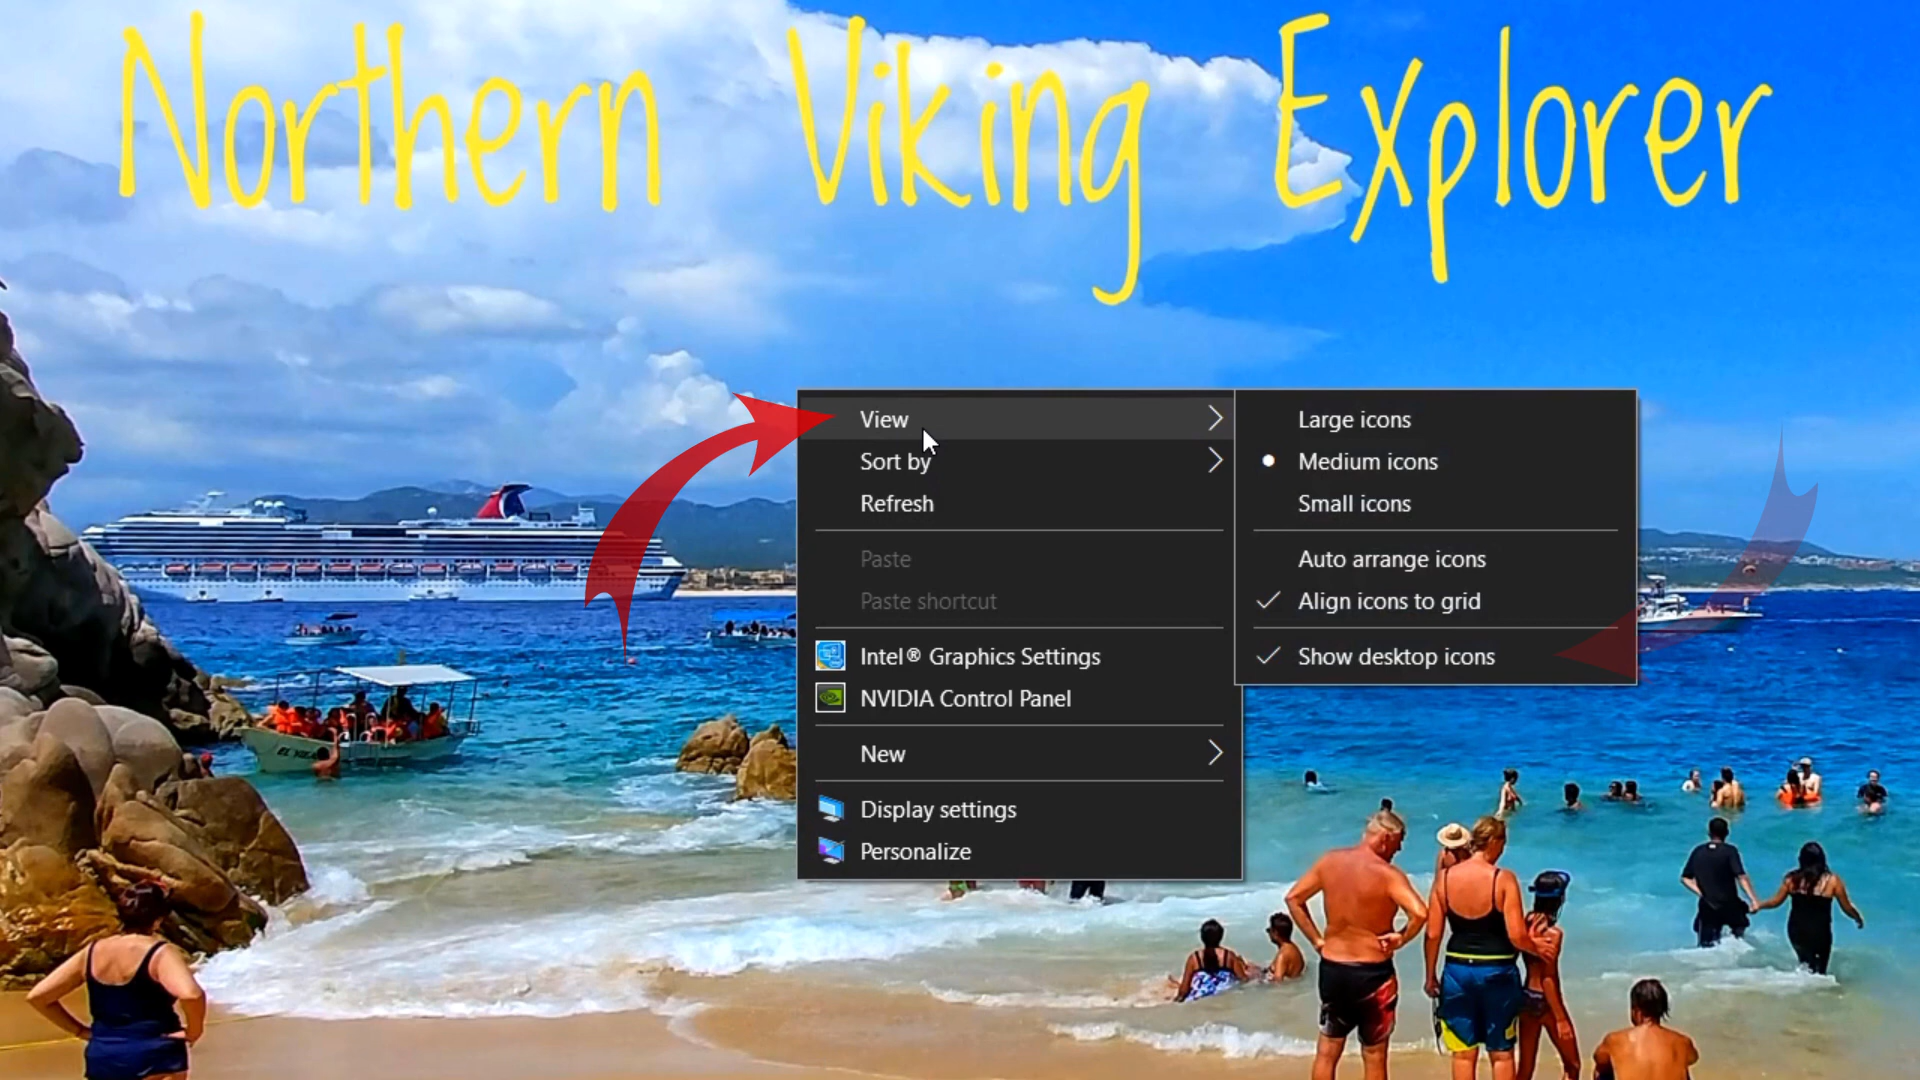 Northern Viking Explorer
View
Sort by
Refresh
Paste
Paste shortcut
Intel® Graphics Settings
NVIDIA Control Panel
New
Display settings
Personalize
Large icons
Medium icons
Small icons
Auto arrange icons
Align icons to grid
Show desktop icons